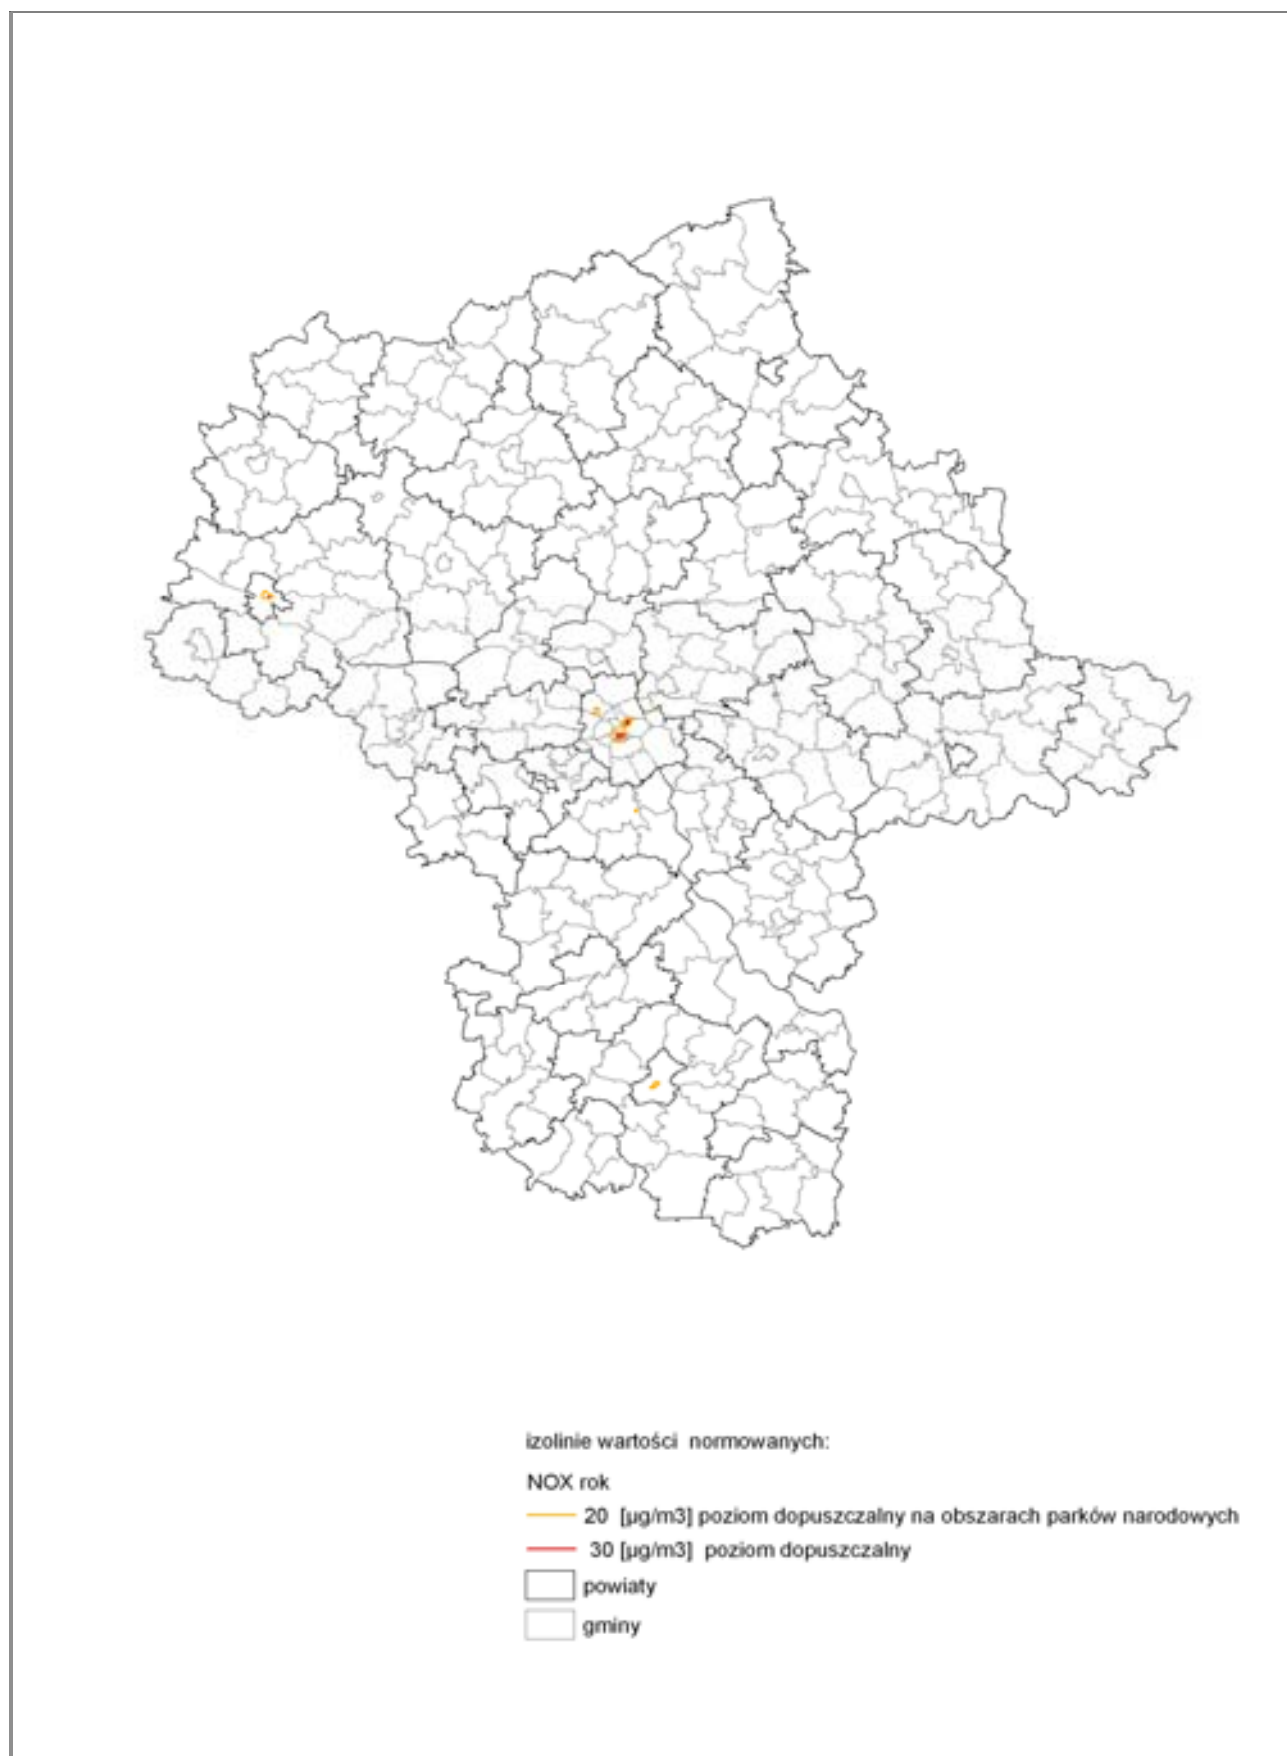 izolinie wartości normowanych:
NOX rok
20 [µg/m3] poziom dopuszczalny na obszarach parków narodowych
30 [µg/m3] poziom dopuszczalny
powiaty
gminy